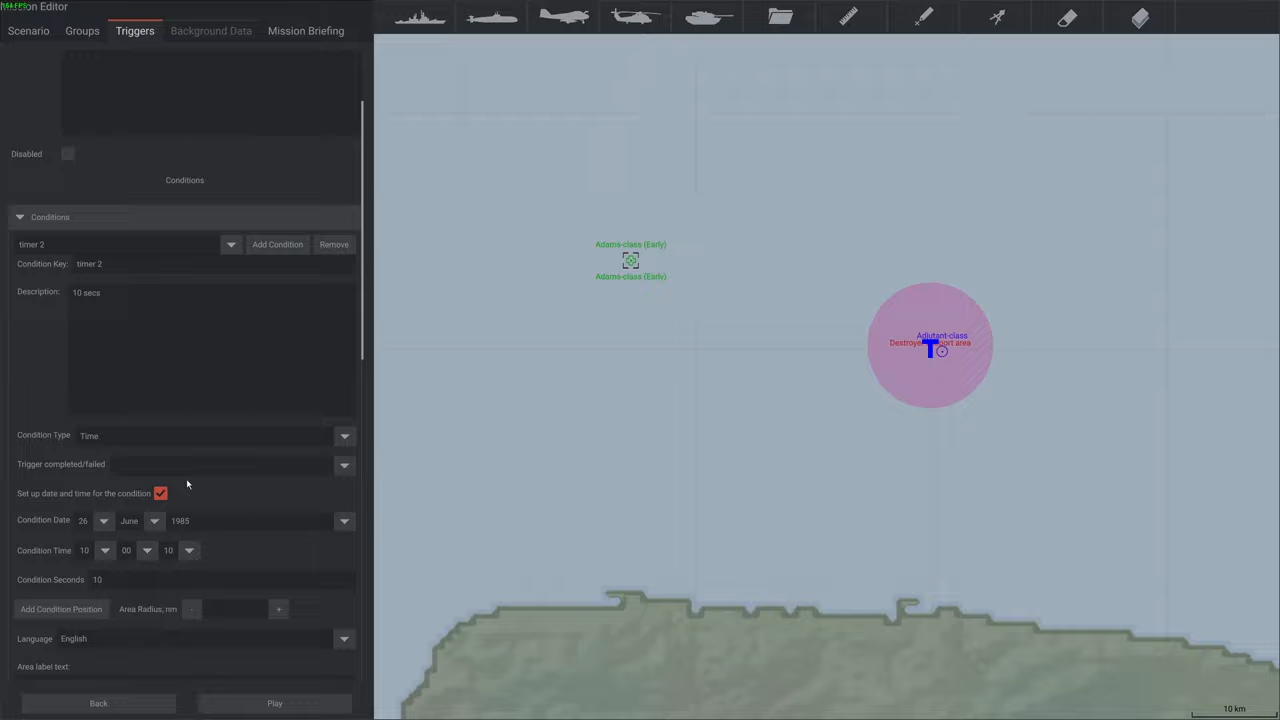 Mission Editor
Scenario
Groups
Triggers
Background Data
Mission Briefing
Disabled
Conditions
Conditions
timer 2
Add Condition
Remove
Condition Key: timer 2
Description: 10 secs
Condition Type Time
Trigger completed/failed
Set up date and time for the condition
Condition Date 26 June 1985
Condition Time 10 00 10
Condition Seconds 10
Add Condition Position Area Radius, nm - +
Language English
Area label text:
Back
Play
Adams-class (Early)
Adams-class (Early)
Adjutant-class
10 km